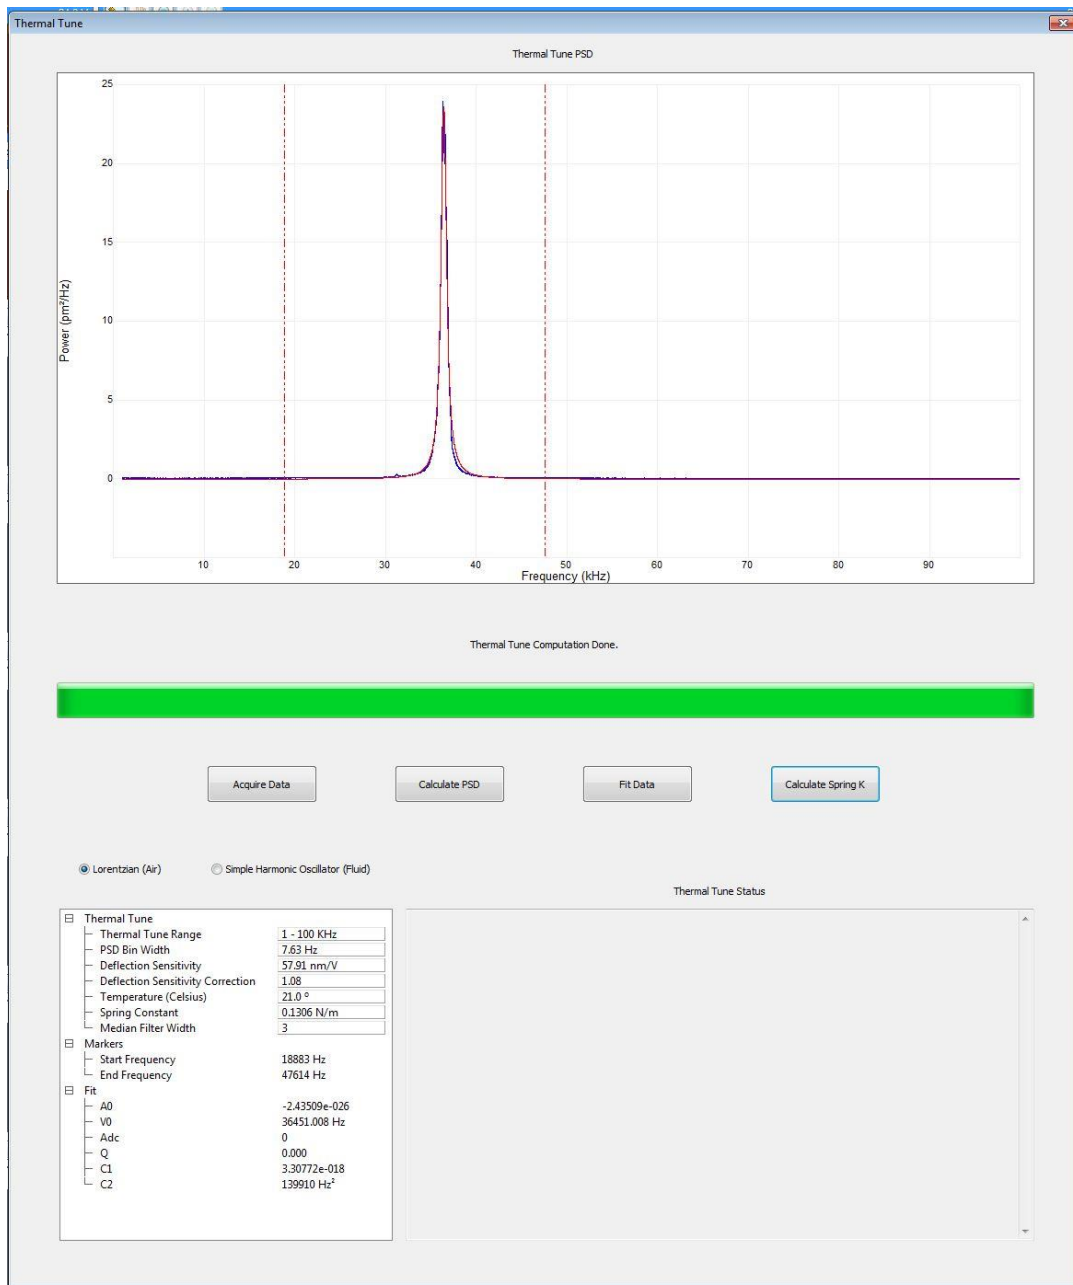 Thermal Tune
Thermal Tune PSD
25
20
15
10
5
0
Power (pm²/Hz)
10 20 30 40 50 60 70 80 90
Frequency (kHz)
Thermal Tune Computation Done.
Acquire Data Calculate PSD Fit Data Calculate Spring K
Lorentzian (Air) Simple Harmonic Oscillator (Fluid)
Thermal Tune Status
Thermal Tune
Thermal Tune Range 1 - 100 KHz
PSD Bin Width 7.63 Hz
Deflection Sensitivity 57.91 nm/V
Deflection Sensitivity Correction 1.08
Temperature (Celsius) 21.0 º
Spring Constant 0.1306 N/m
Median Filter Width 3
Markers
Start Frequency 18883 Hz
End Frequency 47614 Hz
Fit
A0 -2.43509e-026
V0 36451.008 Hz
Adc 0
Q 0.000
C1 3.30772e-018
C2 139910 Hz²